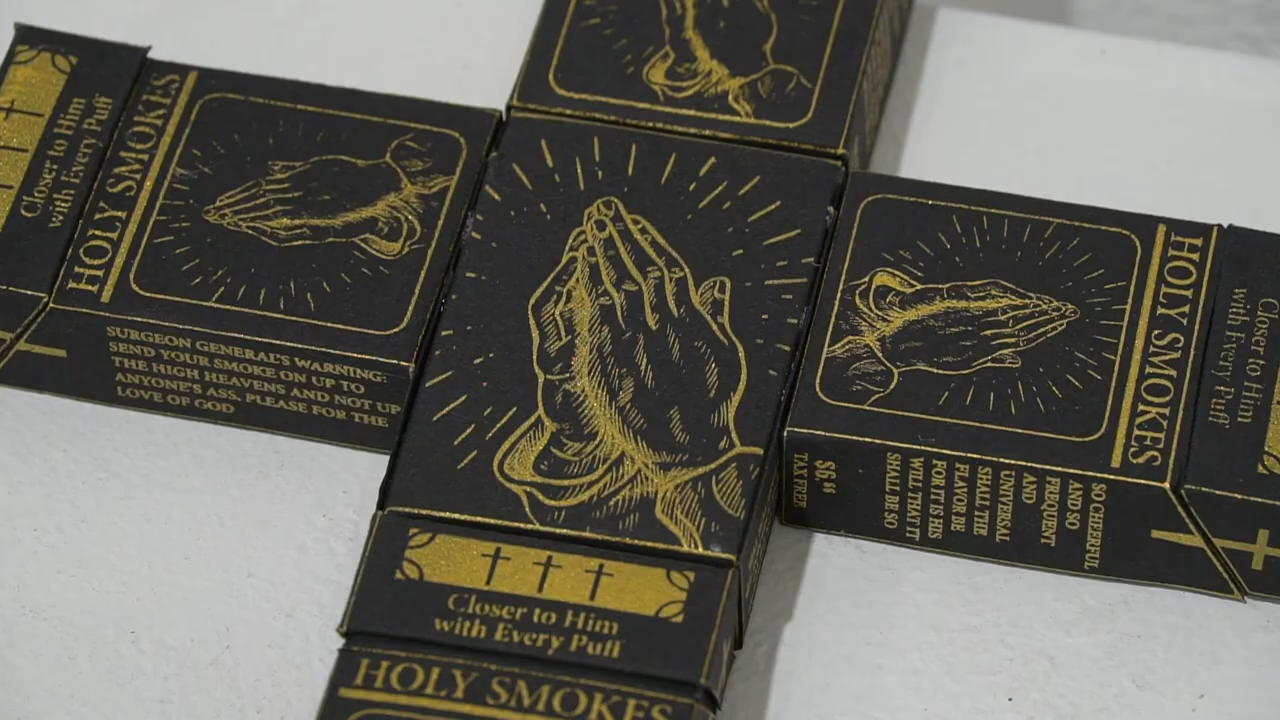 Closer to Him
with Every Puff
HOLY SMOKES
SURGEON GENERAL'S WARNING:
SEND YOUR SMOKE ON UP TO
THE HIGH HEAVENS AND NOT UP
ANYONE'S ASS. PLEASE FOR THE
LOVE OF GOD
Closer to Him
with Every Puff
HOLY SMOKES
HOLY SMOKES
Closer to Him
with Every Puff
SO CHEERFUL
AND SO
FREQUENT
AND
UNIVERSAL
SHALL THE
FLAVOR BE
FOR IT IS HIS
WILL THAT IT
SHALL BE SO
$6.66
TAX FREE